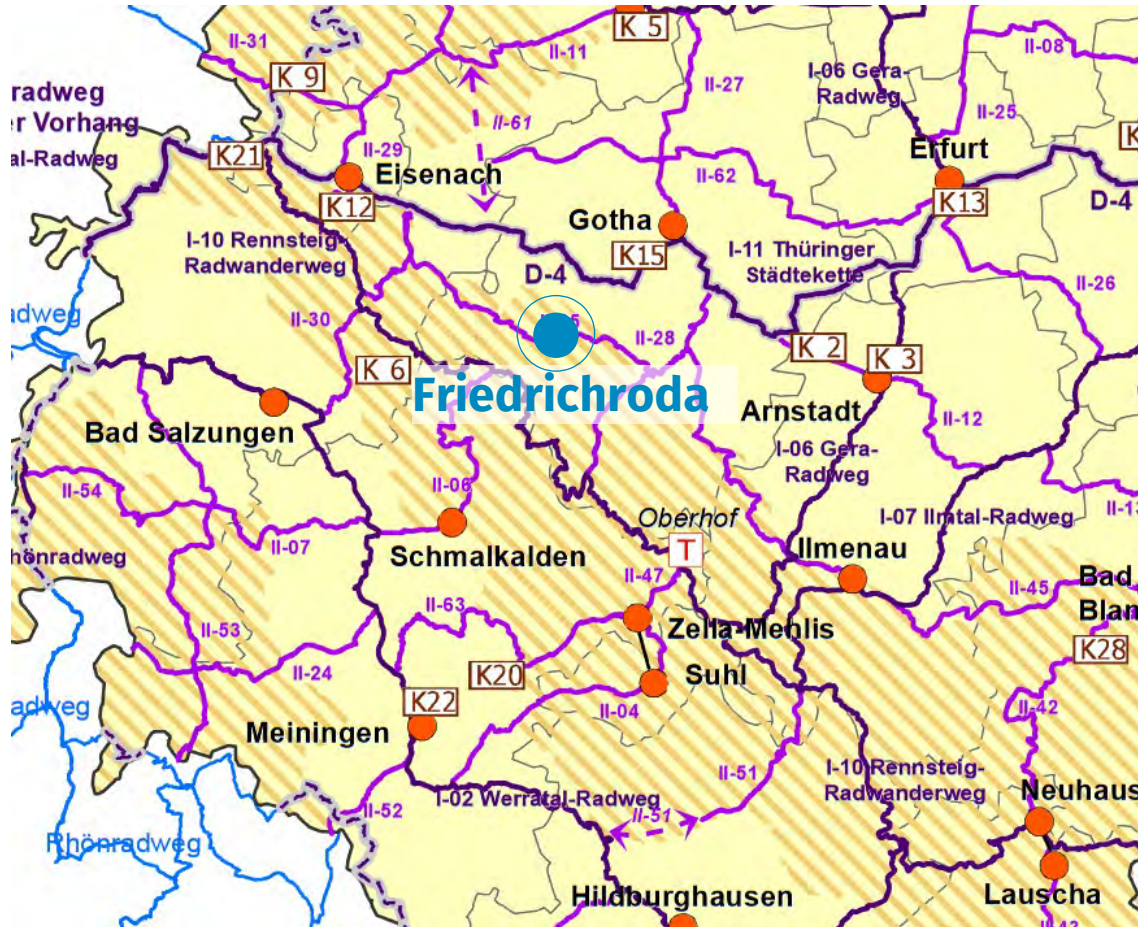 K 5
II-31
II-11
II-08
K 9
I-06 Gera-
Radweg
II-27
radweg
r Vorhang
al-Radweg
II-61
II-25
K21
II-29
Erfurt
Eisenach
II-62
K12
K13
D-4
Gotha
I-10 Rennsteig-
Radwanderweg
K15
I-11 Thüringer
Städtekette
D-4
II-26
adweg
II-30
II-28
K 2
K 3
K 6
Friedrichroda
Arnstadt
II-12
Bad Salzungen
I-06 Gera-
Radweg
II-54
II-06
II-13
Oberhof
I-07 Ilmtal-Radweg
II-07
T
Ilmenau
hönradweg
Schmalkalden
II-47
II-45
Bad
Blan
II-63
II-53
Zella-Mehlis
K28
II-24
K20
Suhl
K22
II-04
II-42
adweg
Meiningen
II-51
I-10 Rennsteig-
Radwanderweg
Neuhaus
I-02 Werratal-Radweg
II-52
II-51
Rhönradweg
Hildburghausen
Lauscha